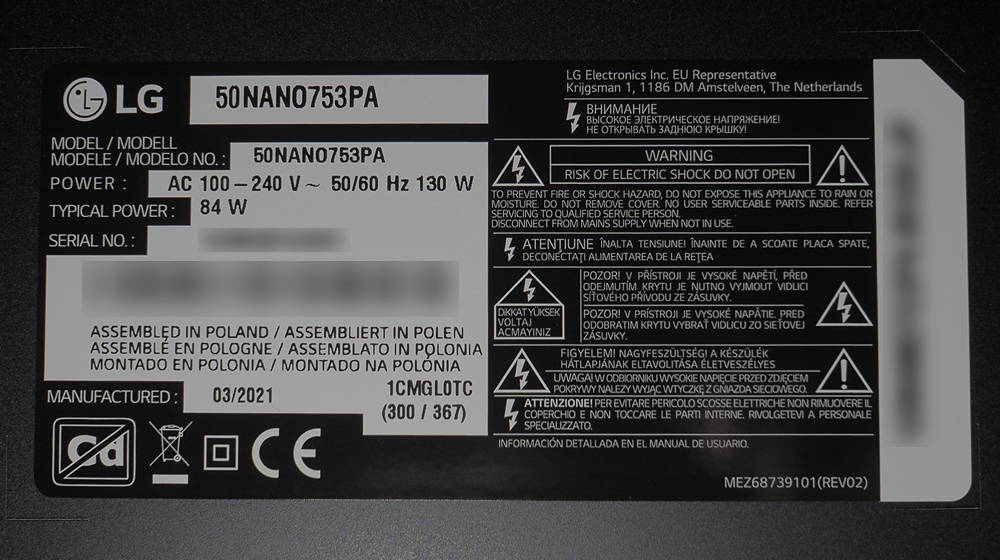 LG
50NANO753PA
MODEL / MODELL
MODELE / MODELO NO. :
50NANO753PA
POWER :
AC 100 – 240 V ~ 50/60 Hz 130 W
TYPICAL POWER :
84 W
SERIAL NO. :
ASSEMBLED IN POLAND / ASSEMBLIERT IN POLEN
ASSEMBLÉ EN POLOGNE / ASSEMBLATO IN POLONIA
MONTADO EN POLONIA / MONTADO NA POLÓNIA
MANUFACTURED :
03/2021
1CMGL0TC
(300 / 367)
Cd
CE
LG Electronics Inc. EU Representative
Krijgsman 1, 1186 DM Amstelveen, The Netherlands
ВНИМАНИЕ
ВЫСОКОЕ ЭЛЕКТРИЧЕСКОЕ НАПРЯЖЕНИЕ!
НЕ ОТКРЫВАТЬ ЗАДНЮЮ КРЫШКУ!
WARNING
RISK OF ELECTRIC SHOCK DO NOT OPEN
TO PREVENT FIRE OR SHOCK HAZARD, DO NOT EXPOSE THIS APPLIANCE TO RAIN OR
MOISTURE. DO NOT REMOVE COVER. NO USER SERVICEABLE PARTS INSIDE. REFER
SERVICING TO QUALIFIED SERVICE PERSON.
DISCONNECT FROM MAINS SUPPLY WHEN NOT IN USE.
ATENŢIUNE ÎNALTA TENSIUNE! ÎNAINTE DE A SCOATE PLACA SPATE,
DECONECTAŢI ALIMENTAREA DE LA REŢEA
DIKKAT YÜKSEK
VOLTAJ
AÇMAYINIZ
POZOR! V PŘÍSTROJI JE VYSOKÉ NAPĚTÍ, PŘED
ODEJMUTÍM KRYTU JE NUTNO VYJMOUT VIDLICI
SÍŤOVÉHO PŘÍVODU ZE ZÁSUVKY.
POZOR! V PRÍSTROJI JE VYSOKÉ NAPÄTIE. PRED
ODOBRATIM KRYTU VYBRAŤ VIDLICU ZO SIEŤOVEJ
ZÁSUVKY.
FIGYELEM! NAGYFESZÜLTSÉG! A KÉSZÜLÉK
HÁTLAPJÁNAK ELTÁVOLÍTÁSA ÉLETVESZÉLYES
UWAGA! W ODBIORNIKU WYSOKIE NAPIĘCIE PRZED ZDJĘCIEM
POKRYWY NALEŻY WYJĄĆ WTYCZKĘ Z GNIAZDA SIECIOWEGO.
ATTENZIONE! PER EVITARE PERICOLO SCOSSE ELETTRICHE NON RIMUOVERE IL
COPERCHIO E NON TOCCARE LE PARTI INTERNE, RIVOLGETEVI A PERSONALE
SPECIALIZZATO.
INFORMACIÓN DETALLADA EN EL MANUAL DE USUARIO.
MEZ68739101(REV02)